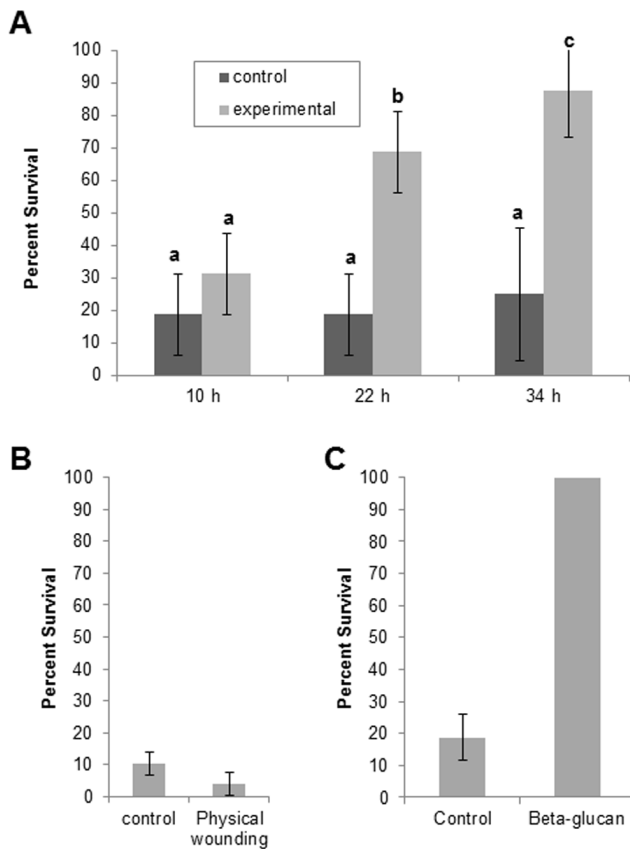 A
100
90
80
70
60
50
40
30
20
10
0
Percent Survival
control
experimental
a
a
a
b
a
c
10 h
22 h
34 h
B
100
90
80
70
60
50
40
30
20
10
0
Percent Survival
control
Physical
wounding
C
100
90
80
70
60
50
40
30
20
10
0
Percent Survival
Control
Beta-glucan